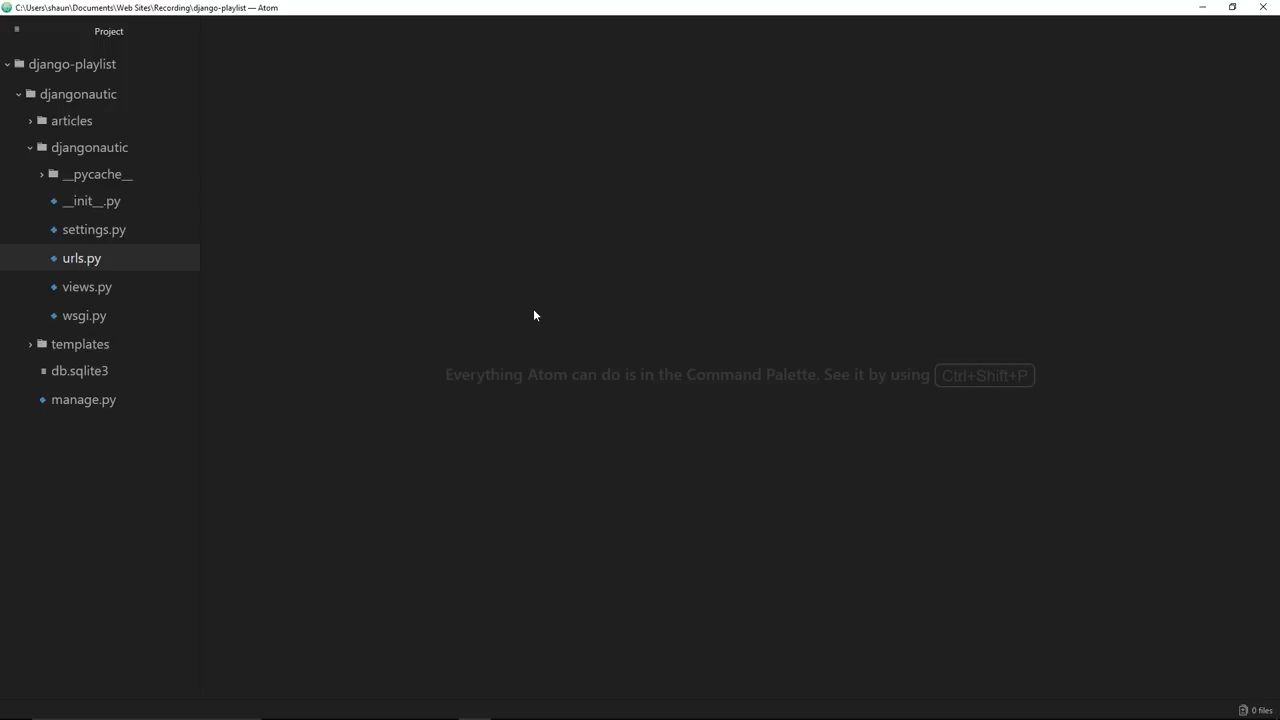 C:\Users\shaun\Documents\Web Sites\Recording\django-playlist — Atom
Project
django-playlist
djangonautic
articles
djangonautic
__pycache__
__init__.py
settings.py
urls.py
views.py
wsgi.py
templates
db.sqlite3
manage.py
Everything Atom can do is in the Command Palette. See it by using Ctrl+Shift+P
0 files